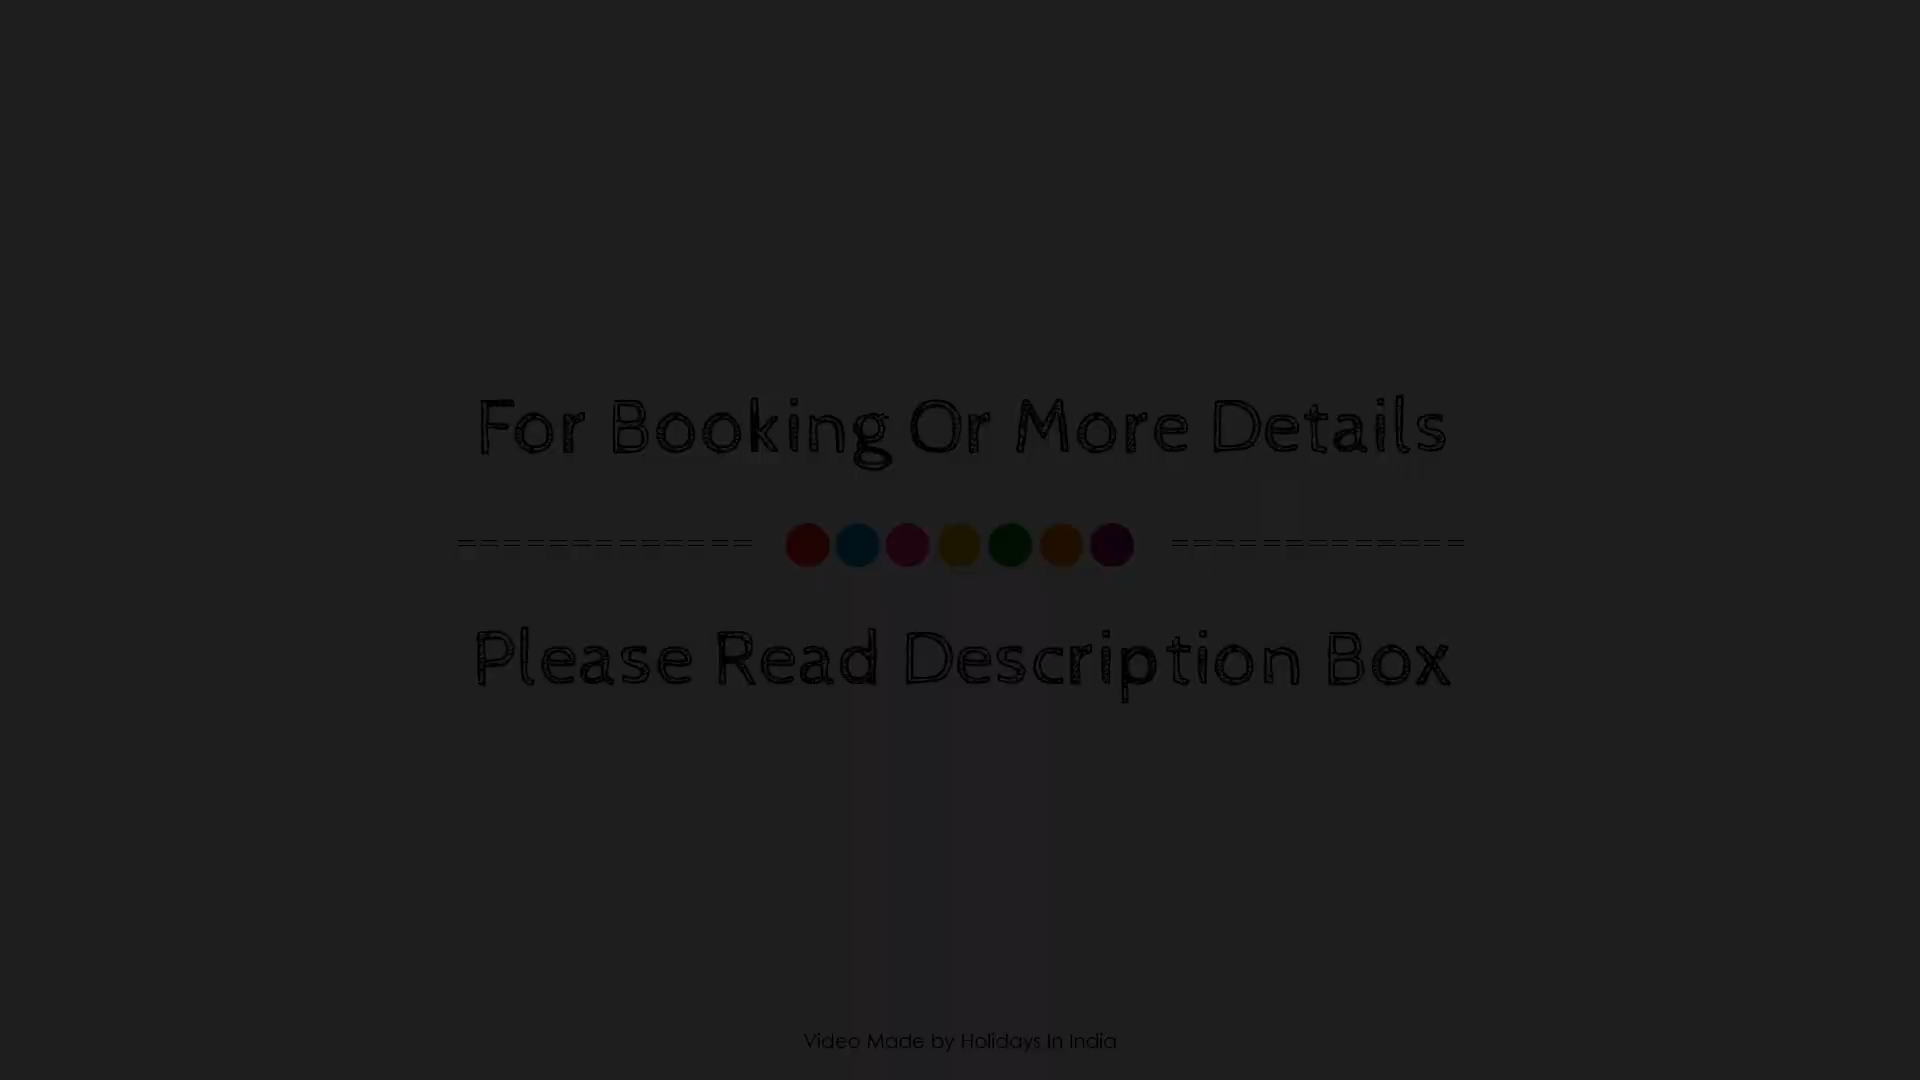 For Booking Or More Details
============= =============
Please Read Description Box
Video Made by Holidays In India